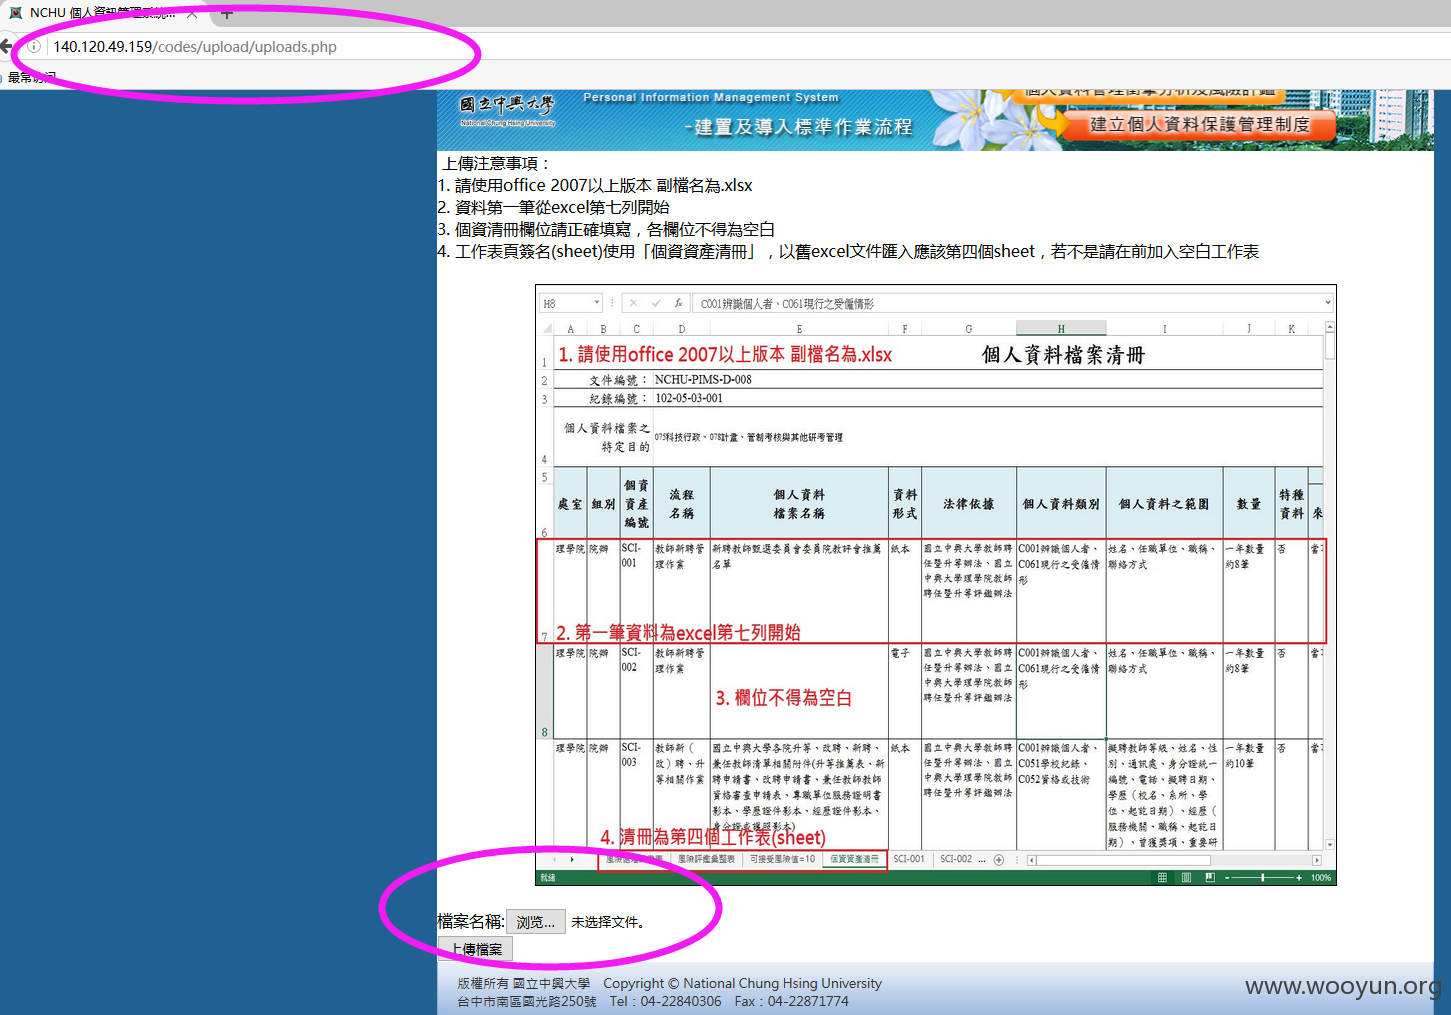 NCHU 個人資訊管理系統...
140.120.49.159/codes/upload/uploads.php
最常访问
國立中興大學
National Chung Hsing University
Personal Information Management System
-建置及導入標準作業流程
個人資料管理衝擊分析及風險評鑑
建立個人資料保護管理制度
上傳注意事項：
1. 請使用office 2007以上版本 副檔名為.xlsx
2. 資料第一筆從excel第七列開始
3. 個資清冊欄位請正確填寫，各欄位不得為空白
4. 工作表頁簽名(sheet)使用「個資資產清冊」，以舊excel文件匯入應該第四個sheet，若不是請在前加入空白工作表
H8 fx C001辨識個人者、C061現行之受僱情形
A B C D E F G H I J K
1 1. 請使用office 2007以上版本 副檔名為.xlsx 個人資料檔案清冊
2 文件編號： NCHU-PIMS-D-008
3 紀錄編號： 102-05-03-001
個人資料檔案之
特定目的 075科技行政、078計畫、管制考核與其他研考管理
4
5
處室 組別 個資資產編號 流程名稱 個人資料檔案名稱 資料形式 法律依據 個人資料類別 個人資料之範圍 數量 特種資料 來
6
理學院 院辦 SCI-001 教師新聘管理作業 新聘教師甄選委員會委員院教評會推薦名單 紙本 國立中興大學教師聘任暨升等辦法、國立中興大學理學院教師聘任暨升等評鑑辦法 C001辨識個人者、C061現行之受僱情形 姓名、任職單位、職稱、聯絡方式 一年數量約8筆 否 當
7 2. 第一筆資料為excel第七列開始
理學院 院辦 SCI-002 教師新聘管理作業 電子 國立中興大學教師聘任暨升等辦法、國立中興大學理學院教師聘任暨升等評鑑辦法 C001辨識個人者、C061現行之受僱情形 姓名、任職單位、職稱、聯絡方式 一年數量約8筆 否
3. 欄位不得為空白
8
理學院 院辦 SCI-003 教師新（改）聘、升等相關作業 國立中興大學各院升等、改聘、新聘、兼任教師清單相關附件(升等推薦表、新聘申請書、改聘申請書、兼任教師教師資格審查申請表、專職單位服務證明書影本、學歷證件影本、經歷證件影本、身分證或護照影本) 紙本 國立中興大學教師聘任暨升等辦法、國立中興大學理學院教師聘任暨升等評鑑辦法 C001辨識個人者、C051學校紀錄、C052資格或技術 擬聘教師等級、姓名、性別、通訊處、身分證統一編號、電話、擬聘日期、學歷（校名、系所、學位、起訖日期）、經歷（服務機關、職稱、起訖日期）、曾獲獎項、重要研 一年數量約10筆 否 當
4. 清冊為第四個工作表(sheet)
風險評鑑彙整表 可接受風險值=10 個資資產清冊 SCI-001 SCI-002 ...
就緒 100%
檔案名稱: 浏览... 未选择文件。
上傳檔案
版權所有 國立中興大學 Copyright © National Chung Hsing University
台中市南區國光路250號 Tel：04-22840306 Fax：04-22871774
www.wooyun.org